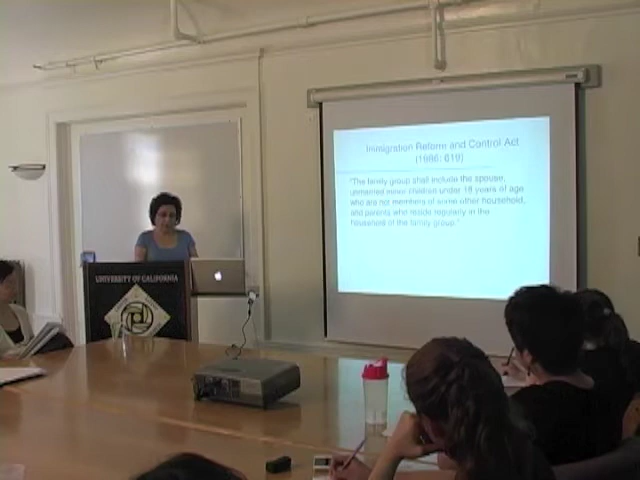 Immigration Reform and Control Act
(1986: 619)
"The family group shall include the spouse,
unmarried minor children under 18 years of age
who are not members of some other household,
and parents who reside regularly in the
household of the family group."
UNIVERSITY OF CALIFORNIA